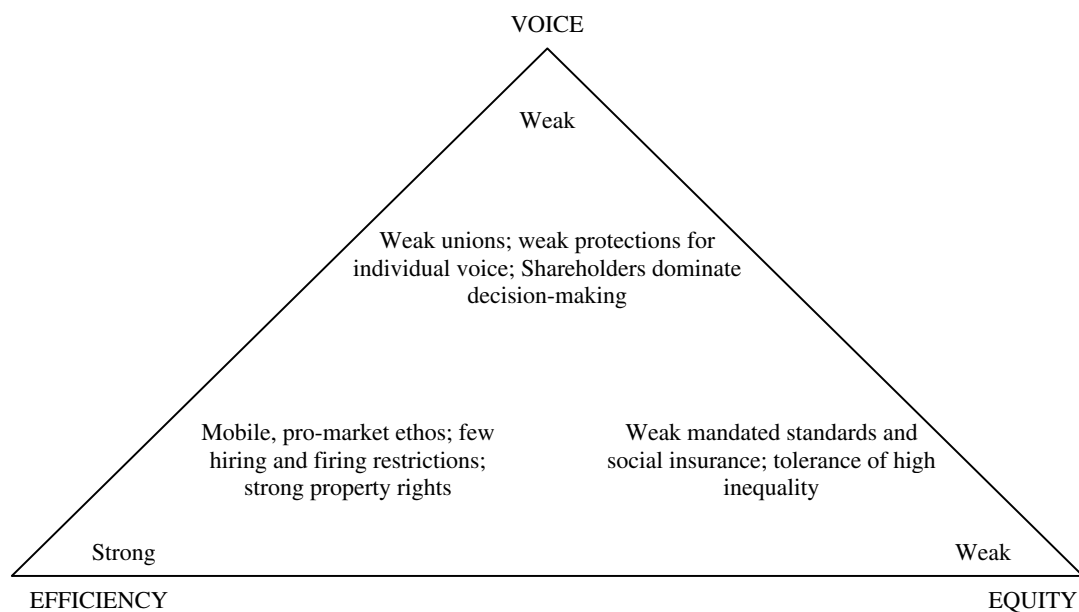 VOICE
Weak
Weak unions; weak protections for
individual voice; Shareholders dominate
decision-making
Mobile, pro-market ethos; few
hiring and firing restrictions;
strong property rights
Weak mandated standards and
social insurance; tolerance of high
inequality
Strong
Weak
EFFICIENCY
EQUITY